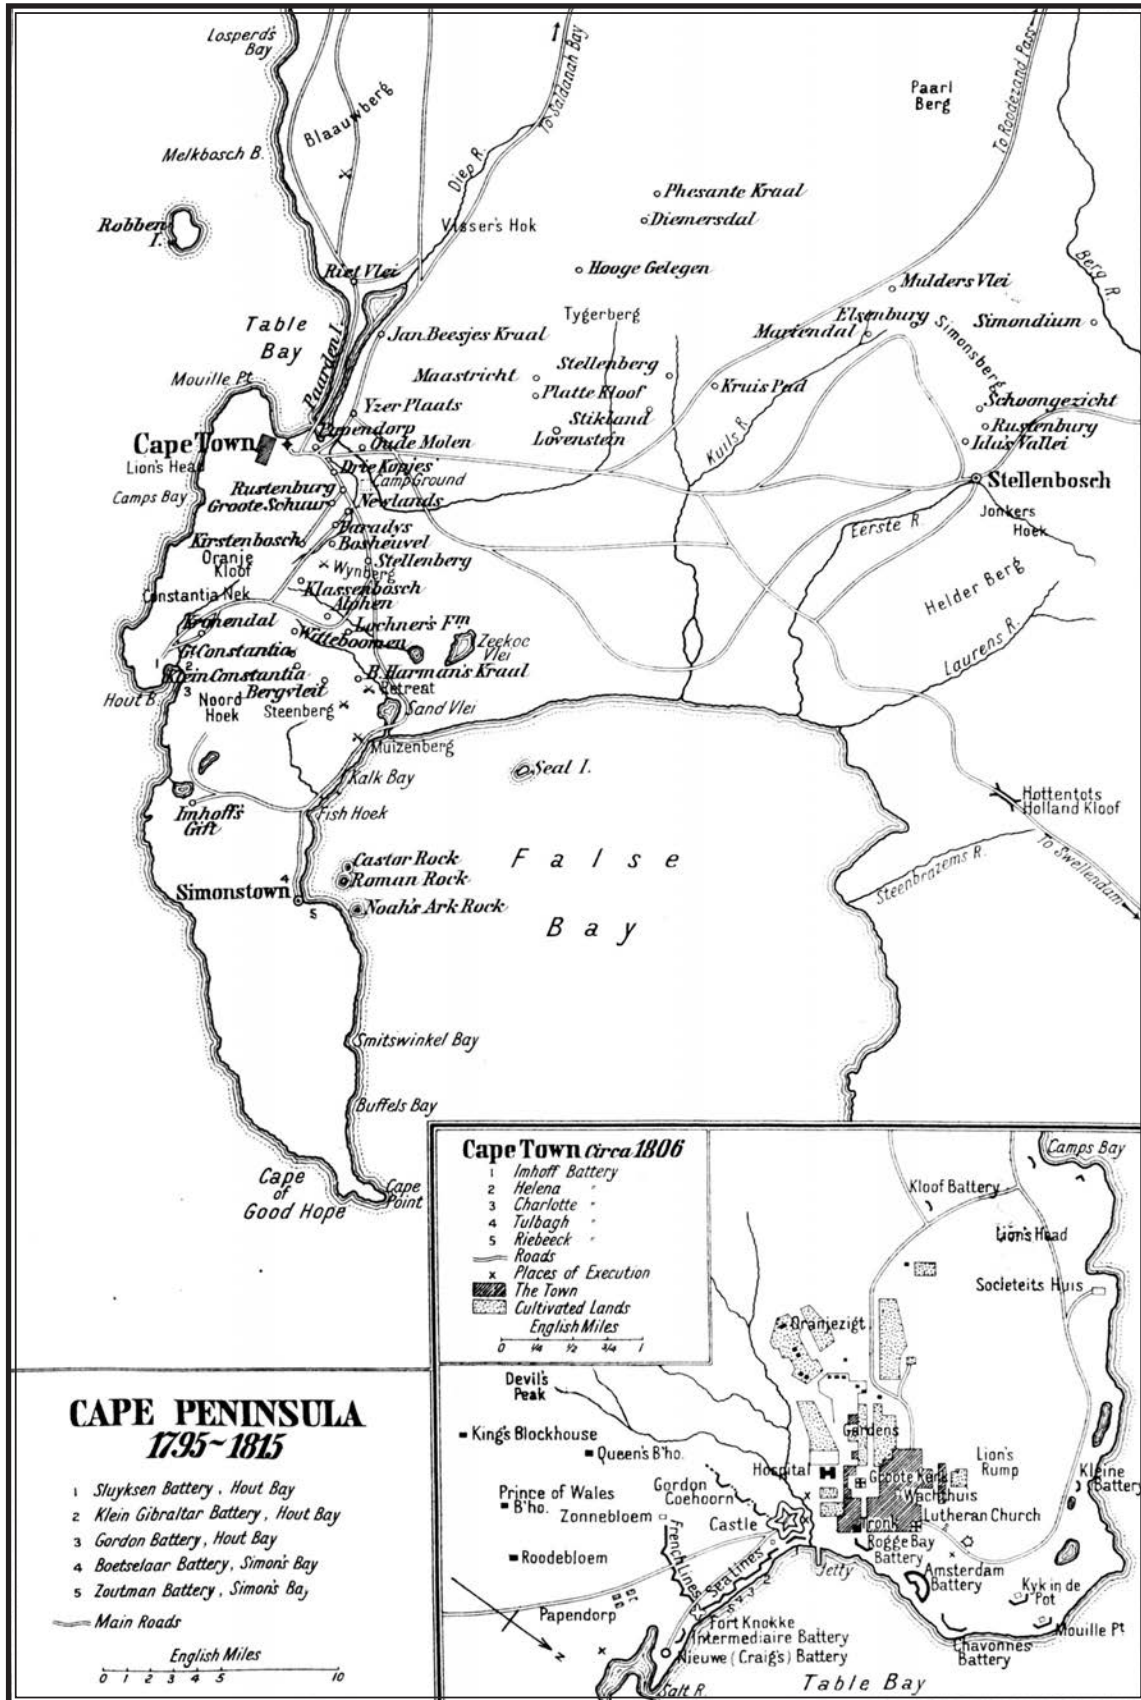 Losperd's
Bay
Blaauwberg
Melkbosch B.
Robben
I.
Diep R.
To Saldanah Bay
Visser's Hok
Paarl
Berg
To Roodezand Pass
Phesante Kraal
Diemersdal
Hooge Gelegen
Berg R.
Riet Vlei
Mulders Vlei
Table
Bay
Paarden I.
Jan Beesjes Kraal
Tygerberg
Elsenburg
Mariendal
Simonsberg
Simondium
Mouille Pt
Maastricht
Stellenberg
Platte Kloof
Kruis Pad
Stikland
Lovenstein
Kuils R.
Schoongezicht
Rustenburg
Ida's Vallei
Yzer Plaats
Papendorp
Oude Molen
Cape Town
Lion's Head
Drie Kopjes
Camp Ground
Camps Bay
Rustenburg
Groote Schuur
Newlands
Stellenbosch
Jonkers
Hoek
Paradys
Kirstenbosch
Bosheuvel
Eerste R.
Oranje
Kloof
Stellenberg
Wynberg
Klassenbosch
Constantia Nek
Alphen
Helder Berg
Kronendal
Lochner's Fm
Witteboomen
Zeekoe
Vlei
Laurens R.
Gt Constantia
1
2
3
Klein Constantia
B. Harman's Kraal
Hout B.
Noord
Hoek
Bergvleit
Retreat
Steenberg
Sand Vlei
Muizenberg
Seal I.
Kalk Bay
Imhoff's
Gift
Fish Hoek
Hottentots
Holland Kloof
To Swellendam
Castor Rock
Roman Rock
False
Bay
Steenbrazems R.
Simonstown
4
5
Noah's Ark Rock
Smitswinkel Bay
Buffels Bay
Cape
of
Good Hope
Cape
Point
CAPE PENINSULA
1795~1815
1 Sluyksen Battery, Hout Bay
2 Klein Gibraltar Battery, Hout Bay
3 Gordon Battery, Hout Bay
4 Boetselaar Battery, Simon's Bay
5 Zoutman Battery, Simon's Bay
Main Roads
English Miles
0 1 2 3 4 5 10
Cape Town Circa 1806
1 Imhoff Battery
2 Helena "
3 Charlotte "
4 Tulbagh "
5 Riebeeck "
Roads
x Places of Execution
The Town
Cultivated Lands
English Miles
0 1/4 1/2 3/4 1
Camps Bay
Kloof Battery
Lion's Head
Societeits Huis
Oranjezigt
Devil's
Peak
King's Blockhouse
Queen's B'ho.
Gardens
Hospital
Groote Kerk
Lion's
Rump
Kleine
Battery
Prince of Wales
B'ho.
Gordon
Coehoorn
Wachthuis
Zonnebloem
Castle
Tronk
Lutheran Church
Roodebloem
French Lines
Sea Lines
Rogge Bay
Battery
Jetty
Amsterdam
Battery
Kyk in de
Pot
Papendorp
5 4 3 2
Fort Knokke
Intermediaire Battery
Nieuwe (Craig's) Battery
Chavonnes
Battery
Mouille Pt
N
Salt R.
Table Bay